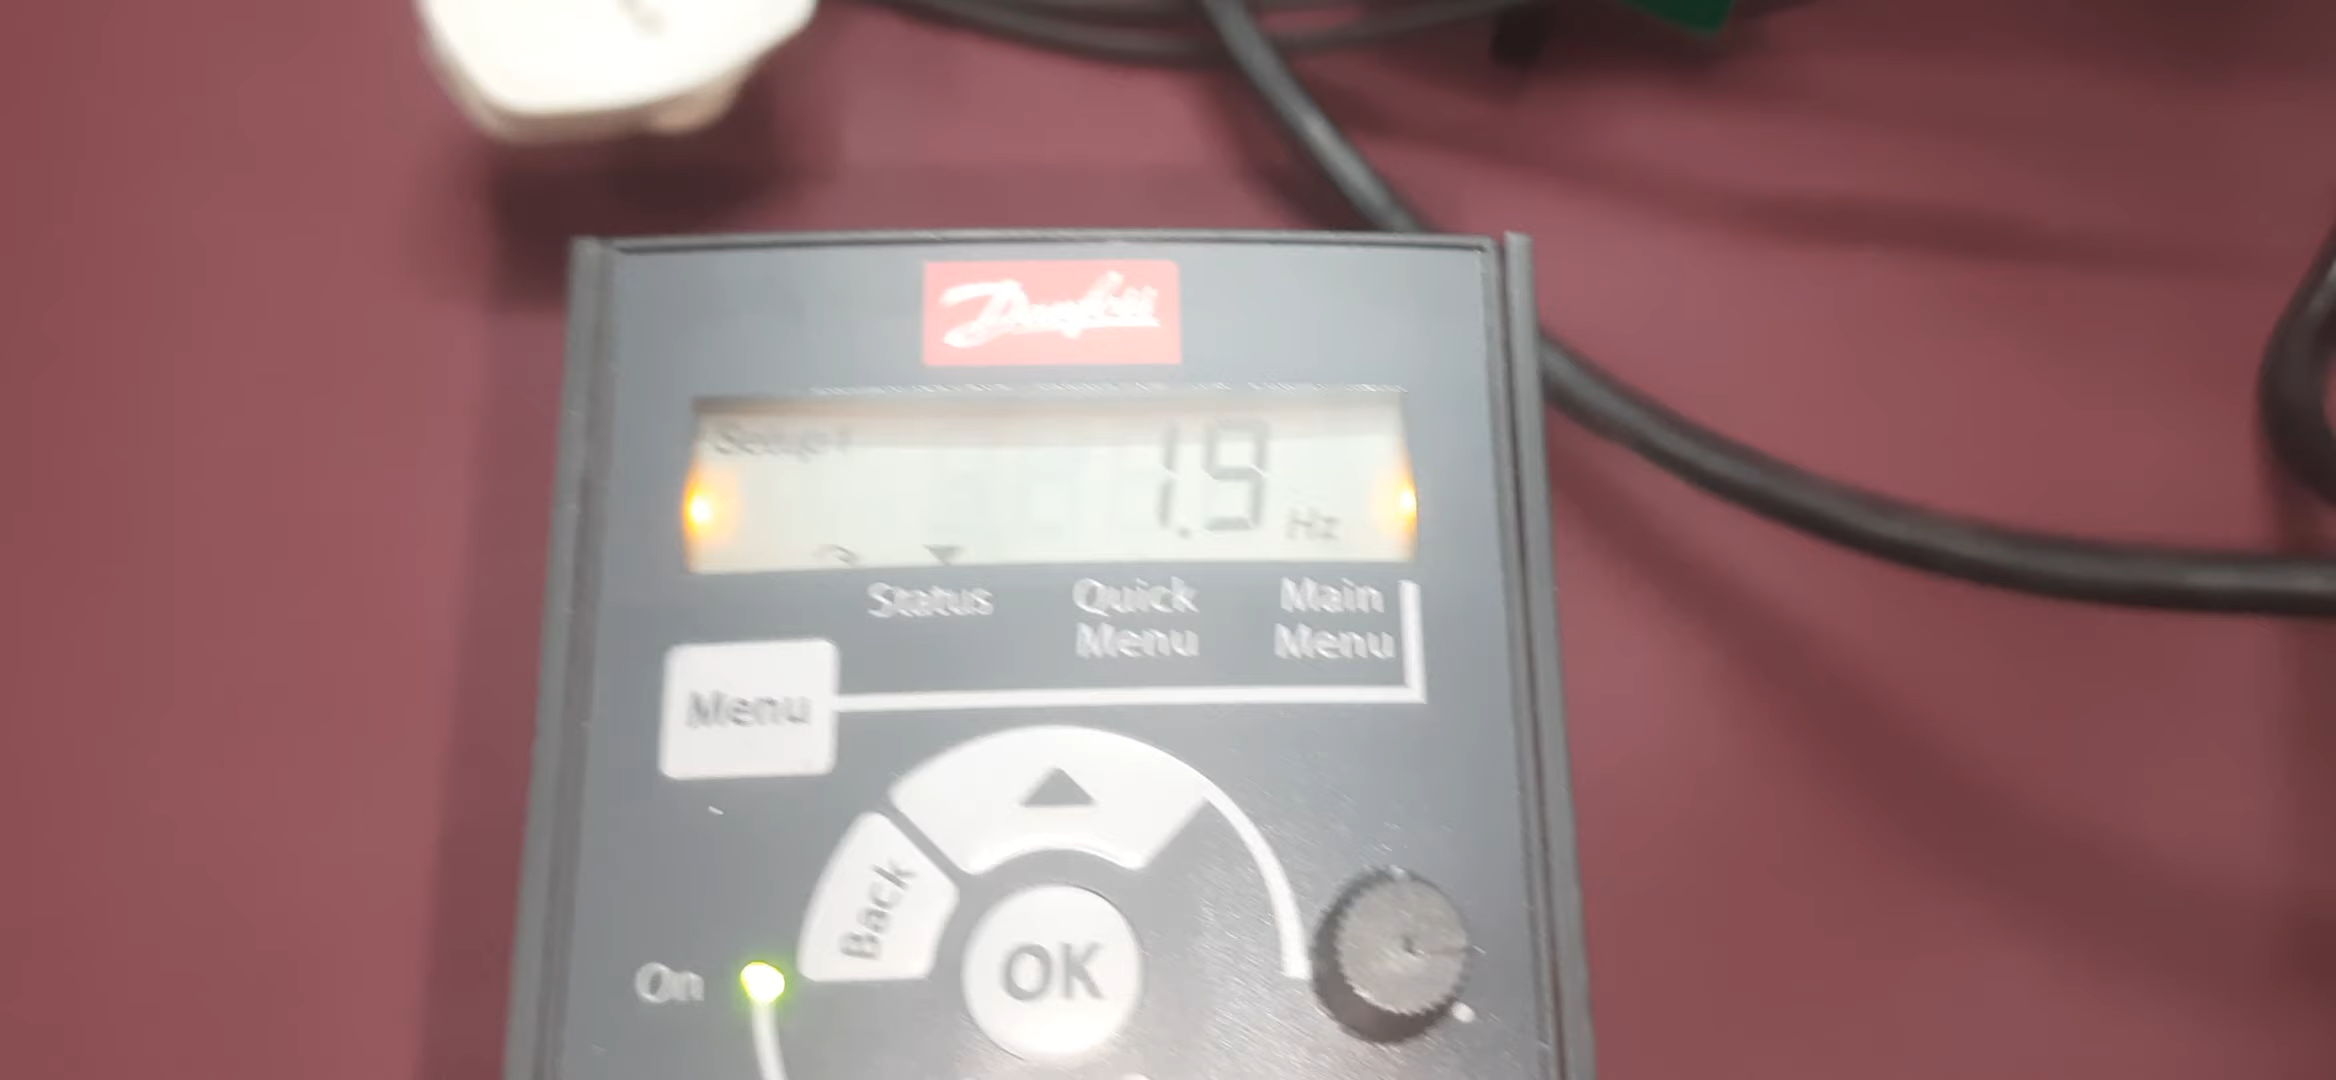 Danfoss
Setup 1
1.9 Hz
Status
Quick Menu
Main Menu
Menu
Back
OK
On